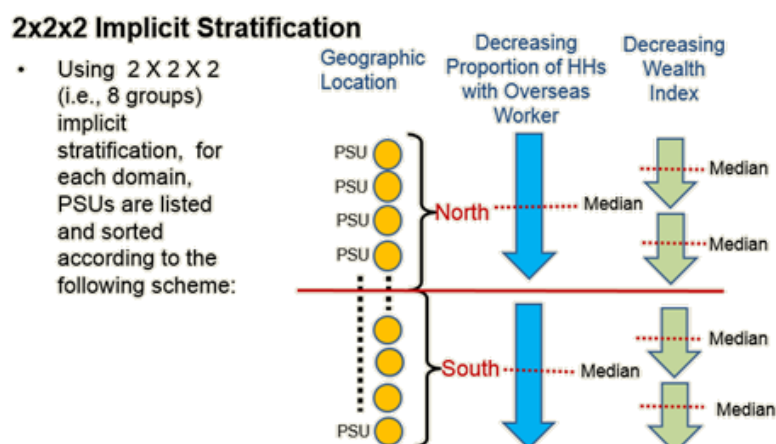 2x2x2 Implicit Stratification
• Using 2 X 2 X 2
(i.e., 8 groups)
implicit
stratification, for
each domain,
PSUs are listed
and sorted
according to the
following scheme:
Geographic
Location
Decreasing
Proportion of HHs
with Overseas
Worker
Decreasing
Wealth
Index
PSU
PSU
PSU
PSU
North
Median
Median
Median
South
Median
Median
Median
PSU